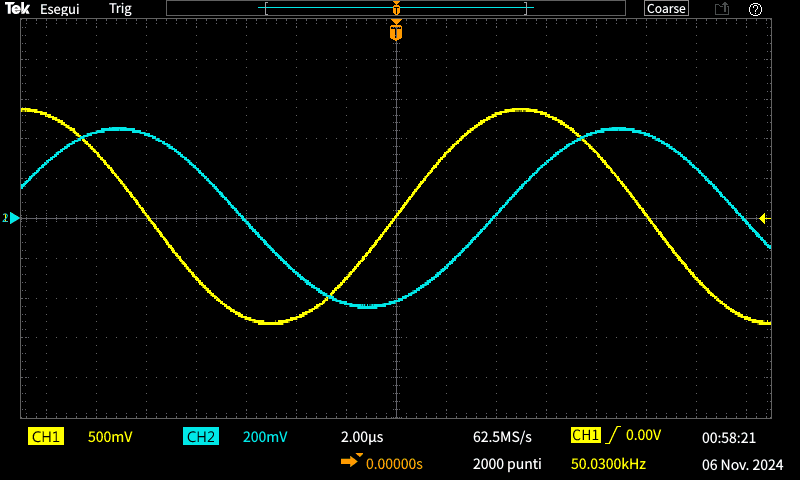 Tek Esegui Trig T Coarse ?
T
2
CH1 500mV CH2 200mV 2.00µs 62.5MS/s CH1 0.00V 00:58:21
0.00000s 2000 punti 50.0300kHz 06 Nov. 2024